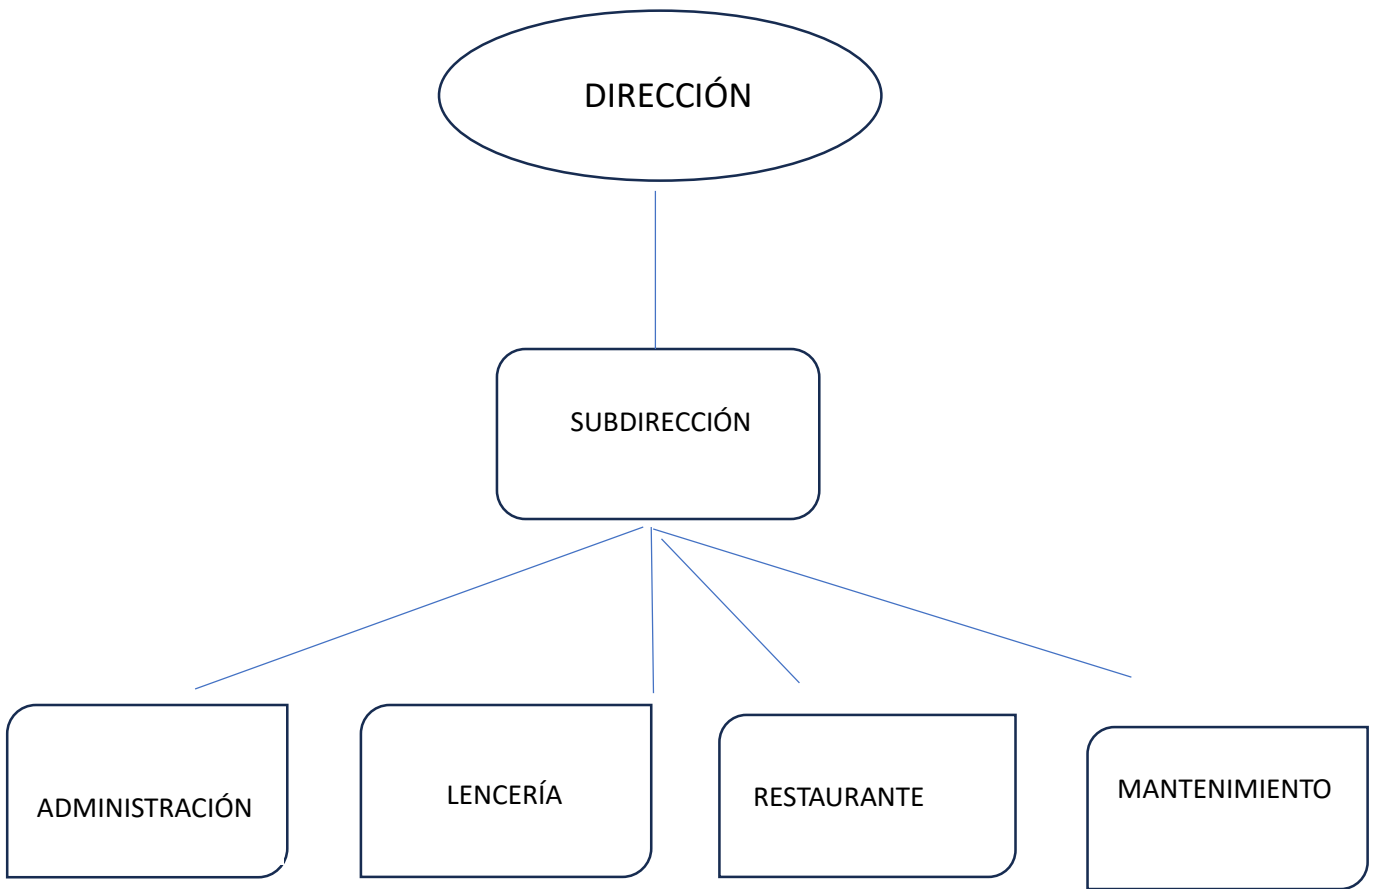 DIRECCIÓN
SUBDIRECCIÓN
ADMINISTRACIÓN
LENCERÍA
RESTAURANTE
MANTENIMIENTO